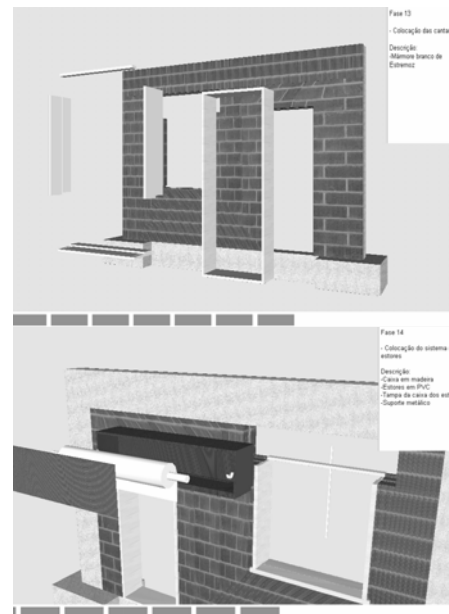 Fase 13
- Colocação das canta
Descrição:
-Mármore branco de
Estremoz
Fase 14
- Colocação do sistema
estores
Descrição:
-Caixa em madeira
-Estores em PVC
-Tampa da caixa dos est
-Suporte metálico